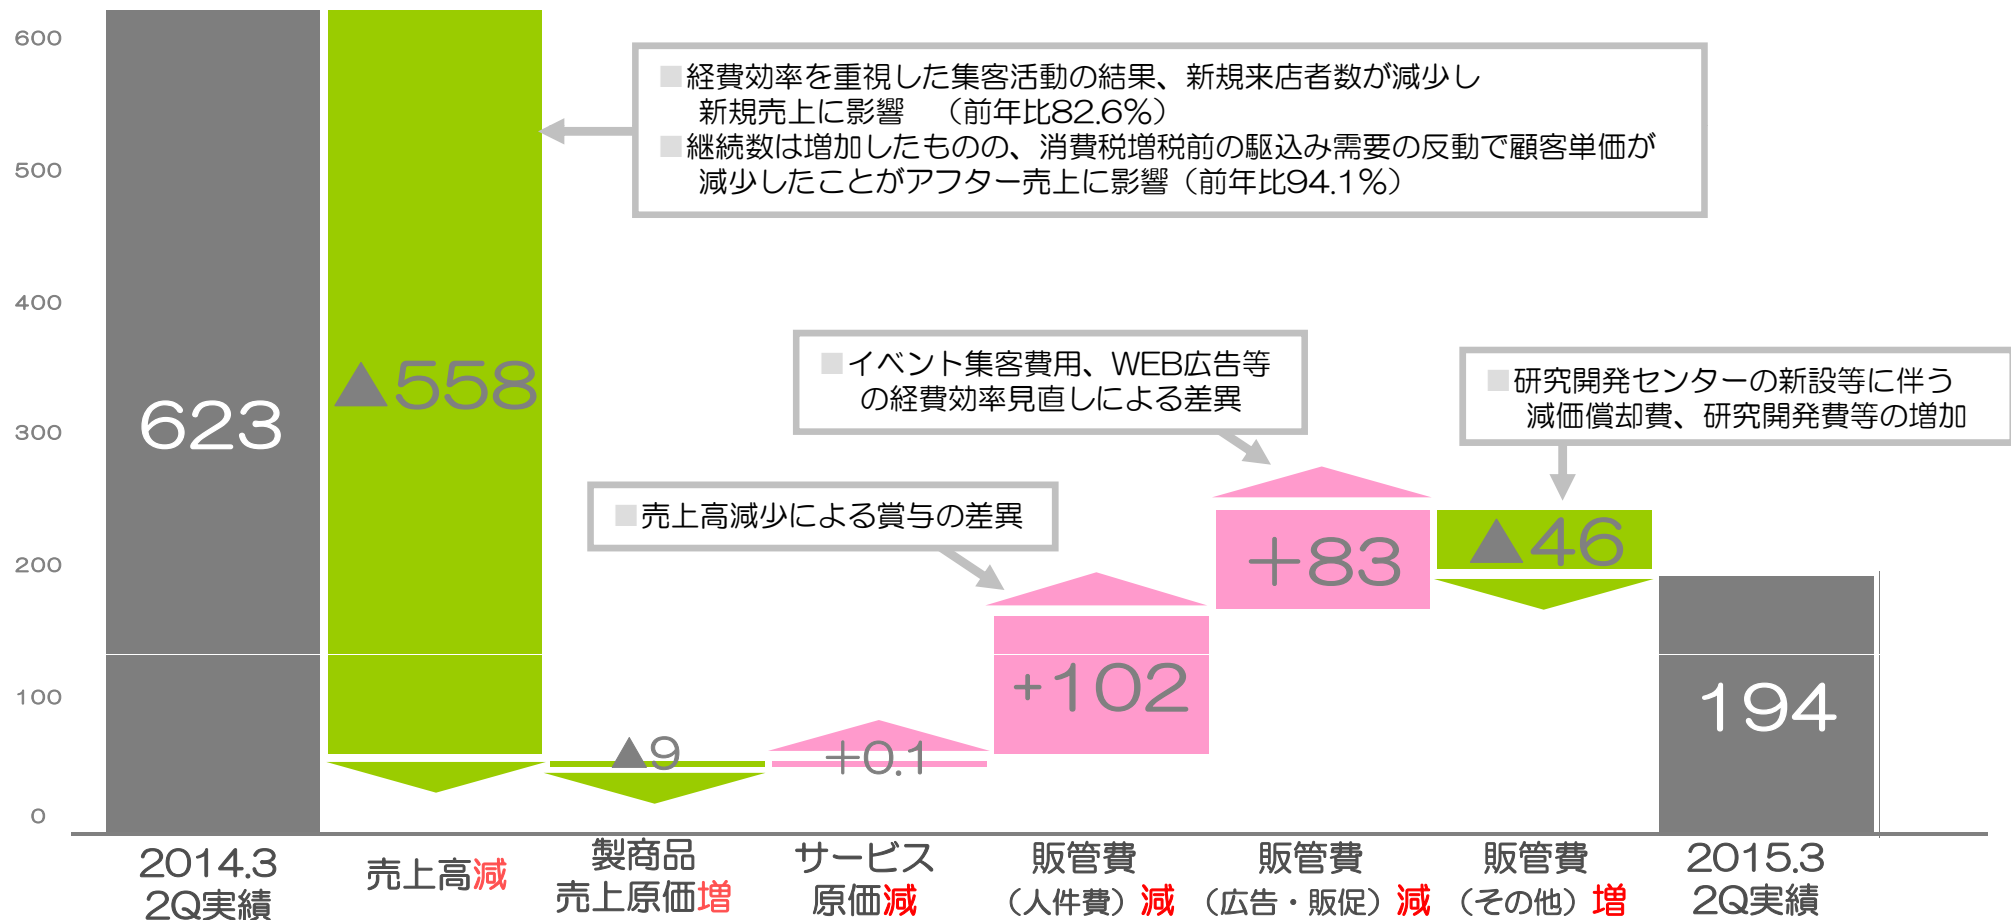 600
500
400
300
200
100
0
■経費効率を重視した集客活動の結果、新規来店者数が減少し
新規売上に影響　（前年比82.6%）
■継続数は増加したものの、消費税増税前の駆込み需要の反動で顧客単価が
減少したことがアフター売上に影響（前年比94.1%）
■イベント集客費用、WEB広告等
の経費効率見直しによる差異
■研究開発センターの新設等に伴う
減価償却費、研究開発費等の増加
■売上高減少による賞与の差異
623
▲558
▲9
+0.1
+102
+83
▲46
194
2014.3
2Q実績
売上高減
製商品
売上原価増
サービス
原価減
販管費
（人件費）減
販管費
（広告・販促）減
販管費
（その他）増
2015.3
2Q実績